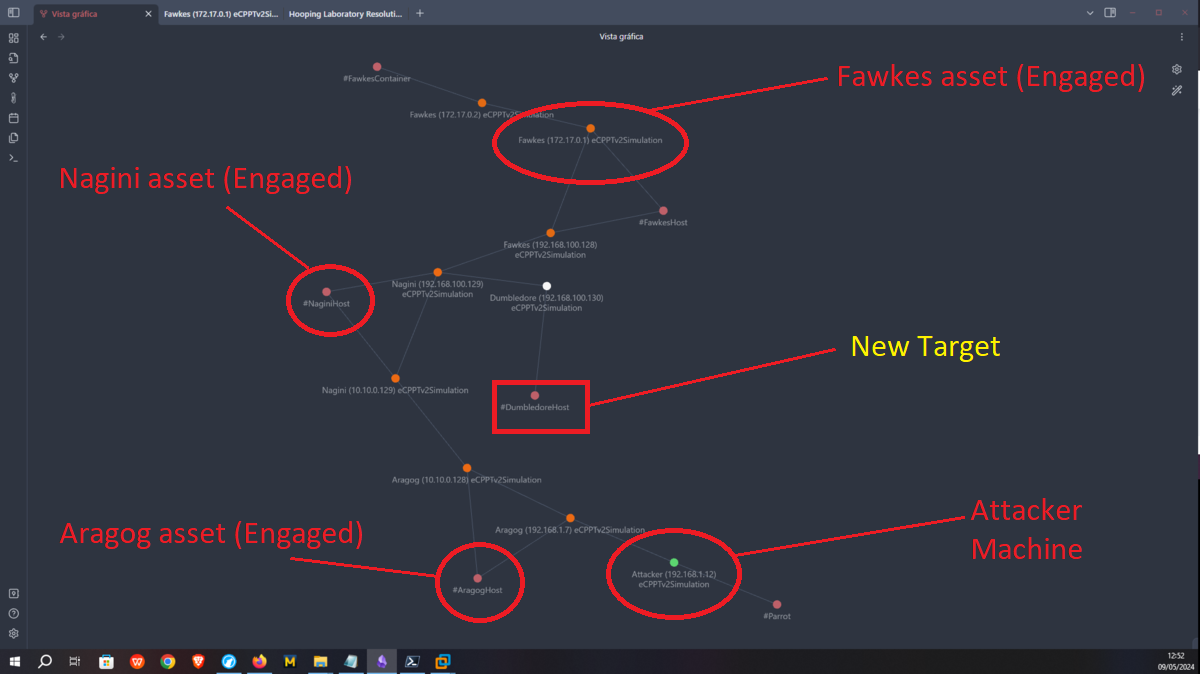 Vista gráfica
Fawkes (172.17.0.1) eCPPTv2Si...
Hooping Laboratory Resoluti...
Vista gráfica
#FawkesContainer
Fawkes asset (Engaged)
Fawkes (172.17.0.2) eCPPTv2Simulation
Fawkes (172.17.0.1) eCPPTv2Simulation
Nagini asset (Engaged)
#FawkesHost
Fawkes (192.168.100.128)
eCPPTv2Simulation
Nagini (192.168.100.129)
eCPPTv2Simulation
#NaginiHost
Dumbledore (192.168.100.130)
eCPPTv2Simulation
New Target
Nagini (10.10.0.129) eCPPTv2Simulation
#DumbledoreHost
Aragog (10.10.0.128) eCPPTv2Simulation
Aragog asset (Engaged)
Aragog (192.168.1.7) eCPPTv2Simulation
Attacker
Machine
Attacker (192.168.1.12)
eCPPTv2Simulation
#AragogHost
#Parrot
12:52
09/05/2024